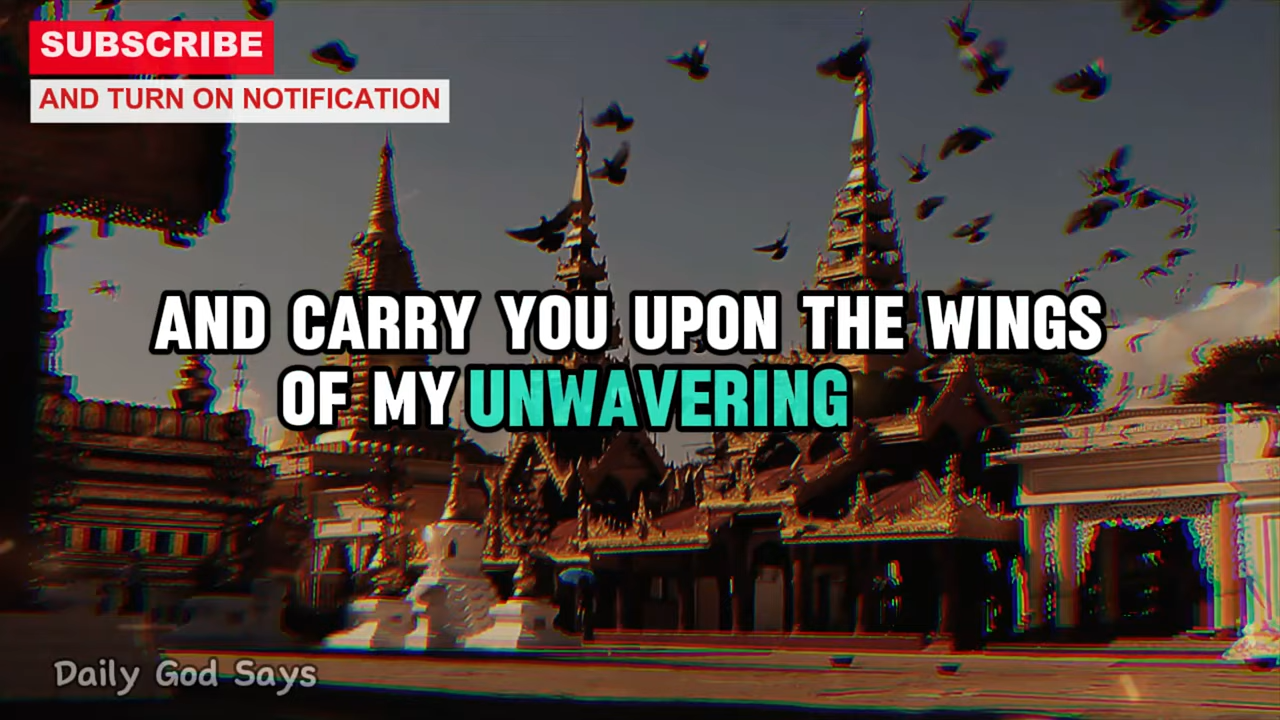 SUBSCRIBE
AND TURN ON NOTIFICATION
AND CARRY YOU UPON THE WINGS
OF MY UNWAVERING
Daily God Says